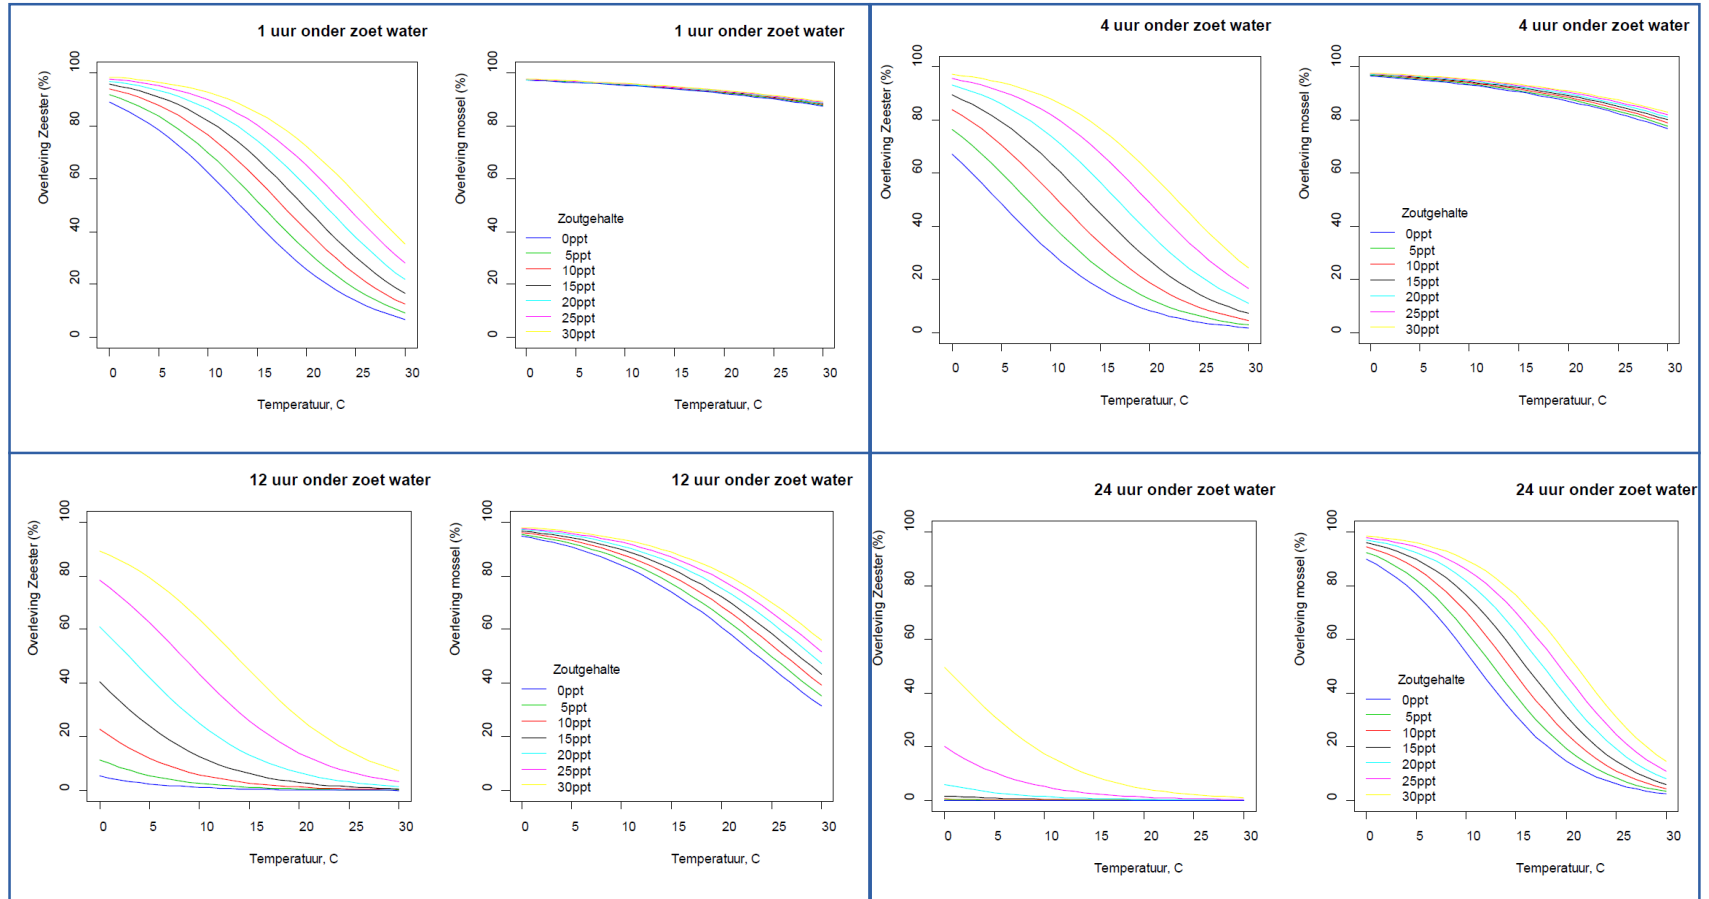 1 uur onder zoet water
Overleving Zeester (%)
0 20 40 60 80 100
0 5 10 15 20 25 30
Temperatuur, C
1 uur onder zoet water
Overleving mossel (%)
0 20 40 60 80 100
Zoutgehalte
0ppt
5ppt
10ppt
15ppt
20ppt
25ppt
30ppt
0 5 10 15 20 25 30
Temperatuur, C
4 uur onder zoet water
Overleving Zeester (%)
0 20 40 60 80 100
0 5 10 15 20 25 30
Temperatuur, C
4 uur onder zoet water
Overleving mossel (%)
0 20 40 60 80 100
Zoutgehalte
0ppt
5ppt
10ppt
15ppt
20ppt
25ppt
30ppt
0 5 10 15 20 25 30
Temperatuur, C
12 uur onder zoet water
Overleving Zeester (%)
0 20 40 60 80 100
0 5 10 15 20 25 30
Temperatuur, C
12 uur onder zoet water
Overleving mossel (%)
0 20 40 60 80 100
Zoutgehalte
0ppt
5ppt
10ppt
15ppt
20ppt
25ppt
30ppt
0 5 10 15 20 25 30
Temperatuur, C
24 uur onder zoet water
Overleving Zeester (%)
0 20 40 60 80 100
0 5 10 15 20 25 30
Temperatuur, C
24 uur onder zoet water
Overleving mossel (%)
0 20 40 60 80 100
Zoutgehalte
0ppt
5ppt
10ppt
15ppt
20ppt
25ppt
30ppt
0 5 10 15 20 25 30
Temperatuur, C